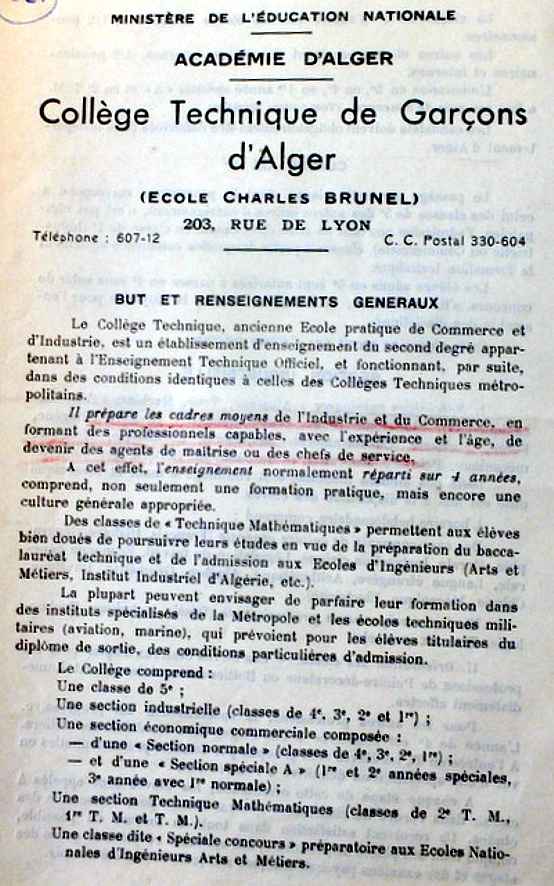 MINISTÈRE DE L'ÉDUCATION NATIONALE
ACADÉMIE D'ALGER
Collège Technique de Garçons
d'Alger
(ECOLE CHARLES BRUNEL)
203, RUE DE LYON
Téléphone : 607-12 C. C. Postal 330-604
BUT ET RENSEIGNEMENTS GENERAUX
Le Collège Technique, ancienne Ecole pratique de Commerce et
d'Industrie, est un établissement d'enseignement du second degré appar-
tenant à l'Enseignement Technique Officiel, et fonctionnant, par suite,
dans des conditions identiques à celles des Collèges Techniques métro-
politains.
Il prépare les cadres moyens de l'Industrie et du Commerce, en
formant des professionnels capables, avec l'expérience et l'âge, de
devenir des agents de maitrise ou des chefs de service.
A cet effet, l'enseignement normalement réparti sur 4 années,
comprend, non seulement une formation pratique, mais encore une
culture générale appropriée.
Des classes de « Technique Mathématiques » permettent aux élèves
bien doués de poursuivre leurs études en vue de la préparation du bacca-
lauréat technique et de l'admission aux Ecoles d'Ingénieurs (Arts et
Métiers, Institut Industriel d'Algérie, etc.).
La plupart peuvent envisager de parfaire leur formation dans
des instituts spécialisés de la Métropole et les écoles techniques mili-
taires (aviation, marine), qui prévoient pour les élèves titulaires du
diplôme de sortie, des conditions particulières d'admission.
Le Collège comprend :
Une classe de 5e ;
Une section industrielle (classes de 4e, 3e, 2e et 1re) ;
Une section économique commerciale composée :
— d'une « Section normale » (classes de 4e, 3e, 2e, 1re) ;
— et d'une « Section spéciale A » (1re et 2e années spéciales,
3e année avec 1re normale) ;
Une section Technique Mathématiques (classes de 2e T. M.,
1re T. M. et T. M.).
Une classe dite « Spéciale concours » préparatoire aux Ecoles Natio-
nales d'Ingénieurs Arts et Métiers.